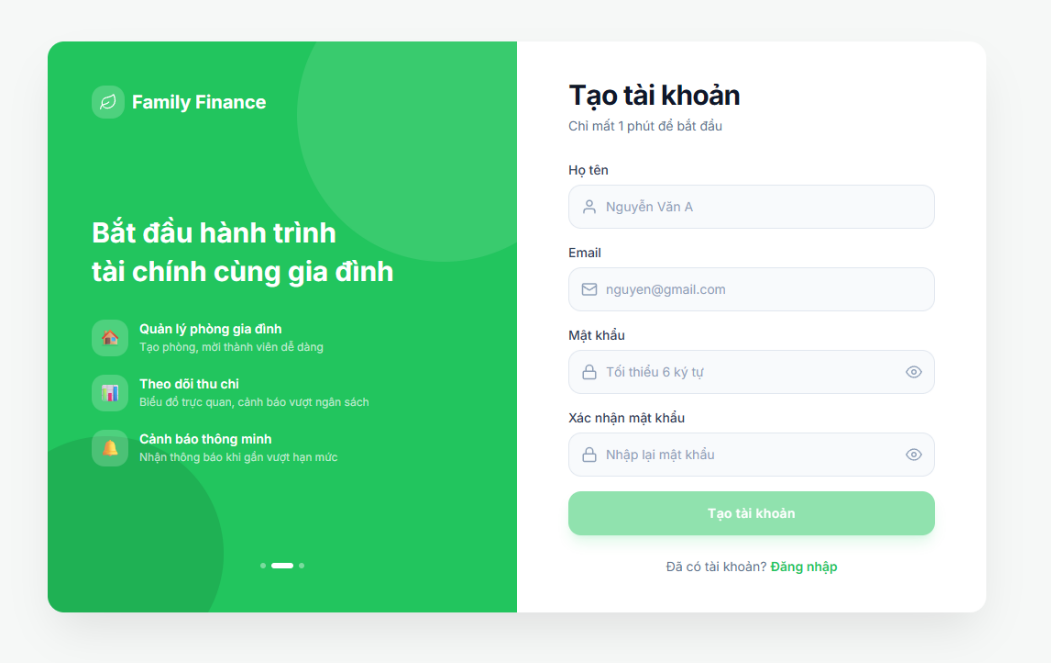 Family Finance
Bắt đầu hành trình
tài chính cùng gia đình
Quản lý phòng gia đình
Tạo phòng, mời thành viên dễ dàng
Theo dõi thu chi
Biểu đồ trực quan, cảnh báo vượt ngân sách
Cảnh báo thông minh
Nhận thông báo khi gần vượt hạn mức
Tạo tài khoản
Chỉ mất 1 phút để bắt đầu
Họ tên
Nguyễn Văn A
Email
nguyen@gmail.com
Mật khẩu
Tối thiểu 6 ký tự
Xác nhận mật khẩu
Nhập lại mật khẩu
Tạo tài khoản
Đã có tài khoản? Đăng nhập